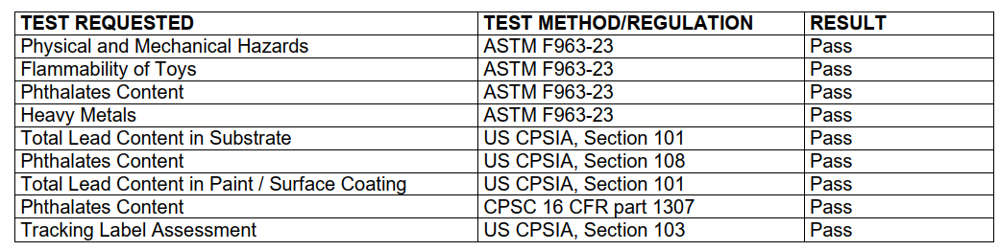 TEST REQUESTED TEST METHOD/REGULATION RESULT
Physical and Mechanical Hazards ASTM F963-23 Pass
Flammability of Toys ASTM F963-23 Pass
Phthalates Content ASTM F963-23 Pass
Heavy Metals ASTM F963-23 Pass
Total Lead Content in Substrate US CPSIA, Section 101 Pass
Phthalates Content US CPSIA, Section 108 Pass
Total Lead Content in Paint / Surface Coating US CPSIA, Section 101 Pass
Phthalates Content CPSC 16 CFR part 1307 Pass
Tracking Label Assessment US CPSIA, Section 103 Pass